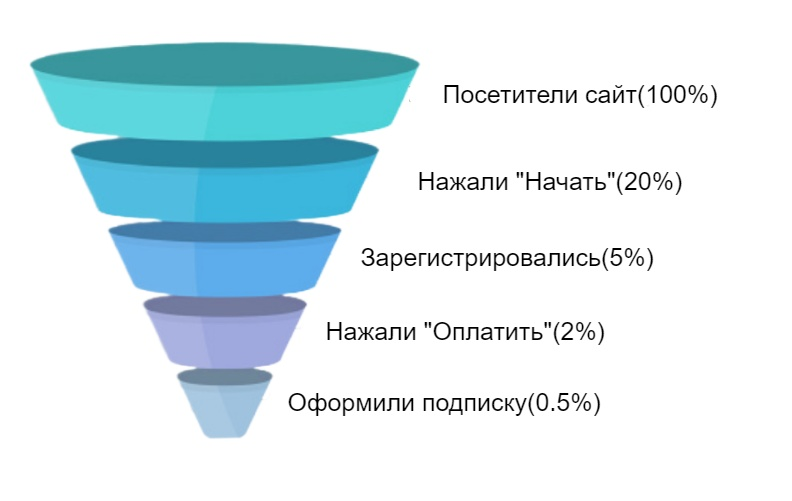 Посетители сайт(100%)
Нажали "Начать"(20%)
Зарегистрировались(5%)
Нажали "Оплатить"(2%)
Оформили подписку(0.5%)